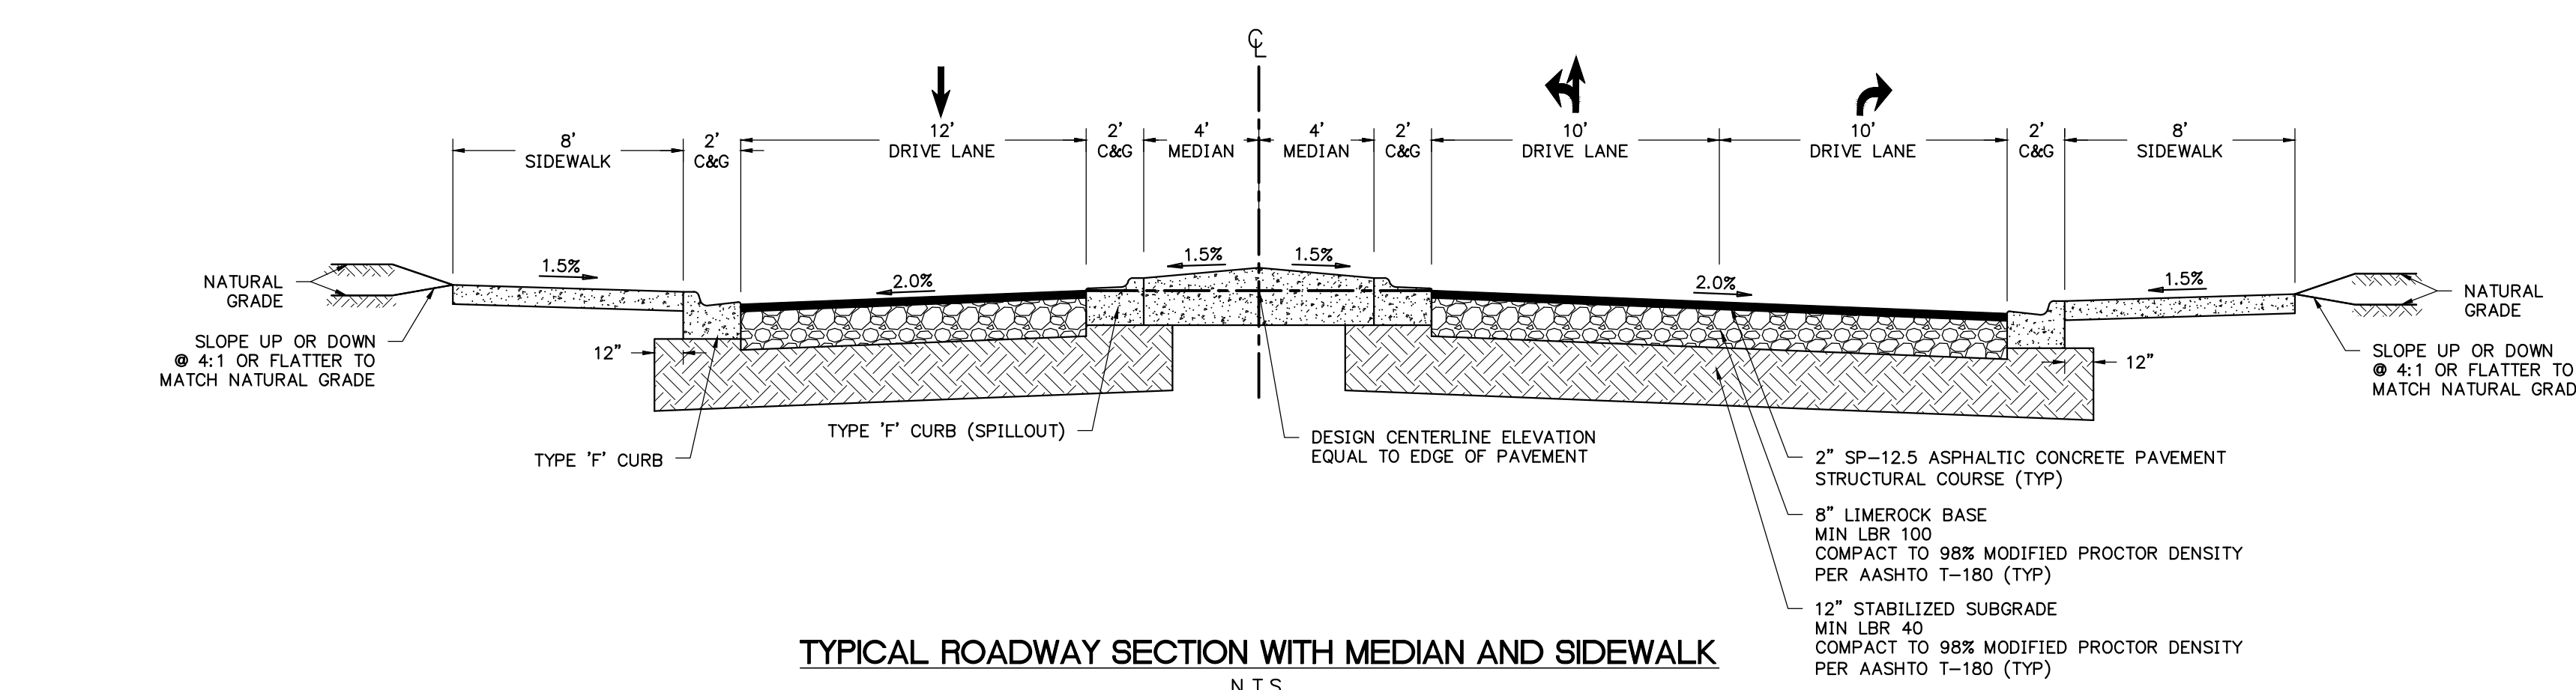 CL
8'
SIDEWALK
2'
C&G
12'
DRIVE LANE
2'
C&G
4'
MEDIAN
4'
MEDIAN
2'
C&G
10'
DRIVE LANE
10'
DRIVE LANE
2'
C&G
8'
SIDEWALK
1.5%
2.0%
1.5%
1.5%
2.0%
1.5%
NATURAL
GRADE
SLOPE UP OR DOWN
@ 4:1 OR FLATTER TO
MATCH NATURAL GRADE
12"
TYPE 'F' CURB
TYPE 'F' CURB (SPILLOUT)
DESIGN CENTERLINE ELEVATION
EQUAL TO EDGE OF PAVEMENT
NATURAL
GRADE
12"
SLOPE UP OR DOWN
@ 4:1 OR FLATTER TO
MATCH NATURAL GRAD
2" SP-12.5 ASPHALTIC CONCRETE PAVEMENT
STRUCTURAL COURSE (TYP)
8" LIMEROCK BASE
MIN LBR 100
COMPACT TO 98% MODIFIED PROCTOR DENSITY
PER AASHTO T-180 (TYP)
12" STABILIZED SUBGRADE
MIN LBR 40
COMPACT TO 98% MODIFIED PROCTOR DENSITY
PER AASHTO T-180 (TYP)
TYPICAL ROADWAY SECTION WITH MEDIAN AND SIDEWALK
N.T.S.